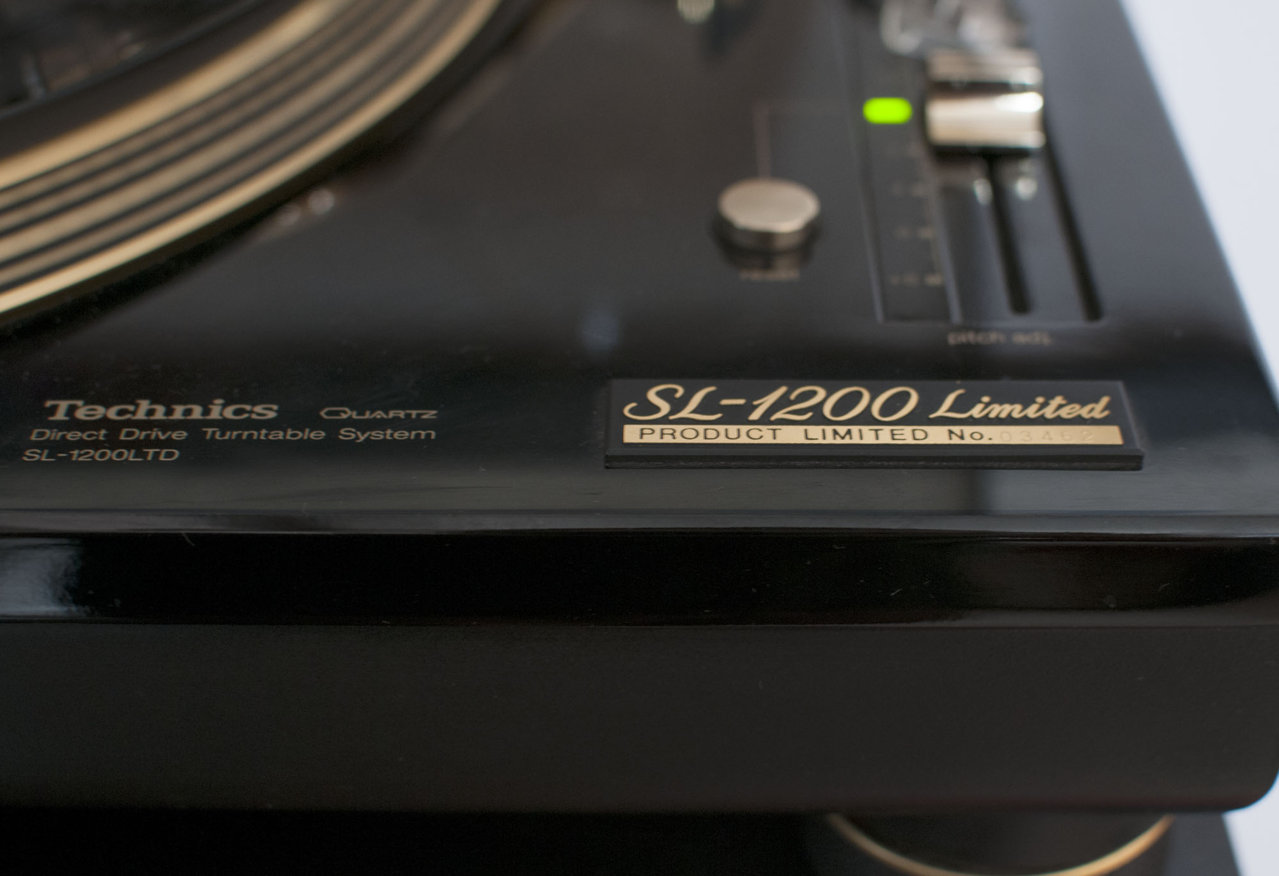 Technics QUARTZ
Direct Drive Turntable System
SL-1200LTD
SL-1200 Limited
PRODUCT LIMITED No.
pitch adj.